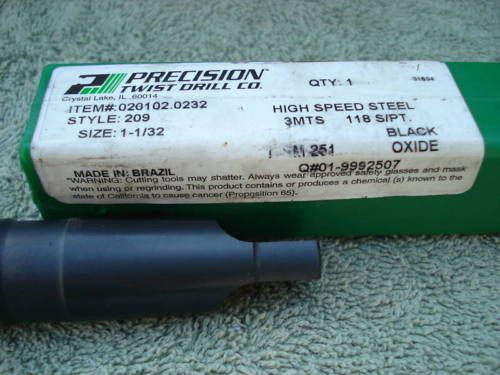 PRECISION
TWIST DRILL CO.
Crystal Lake, IL .60014
QTY: 1
ITEM#: 020102.0232
HIGH SPEED STEEL
STYLE: 209
3MTS 118 S/PT.
SIZE: 1-1/32
BLACK
M 251
OXIDE
MADE IN: BRAZIL
Q#01-9992507
"WARNING: Cutting tools may shatter. Always wear approved safety glasses and mask
when using pr regrinding. This product contains or produces a chemical (s) known to the
state of California to cause cancer (Proposition 65).